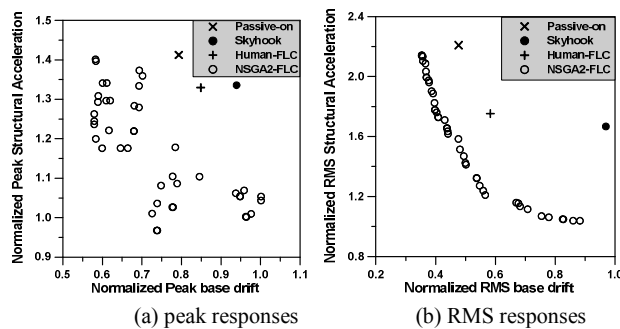 Normalized Peak Structural Acceleration
1.5
1.4
1.3
1.2
1.1
1.0
0.9
0.5 0.6 0.7 0.8 0.9 1.0 1.1
Normalized Peak base drift
Passive-on
Skyhook
Human-FLC
NSGA2-FLC
(a) peak responses
Normalized RMS Structural Acceleration
2.4
2.0
1.6
1.2
0.8
0.2 0.4 0.6 0.8 1.0
Normalized RMS base drift
Passive-on
Skyhook
Human-FLC
NSGA2-FLC
(b) RMS responses